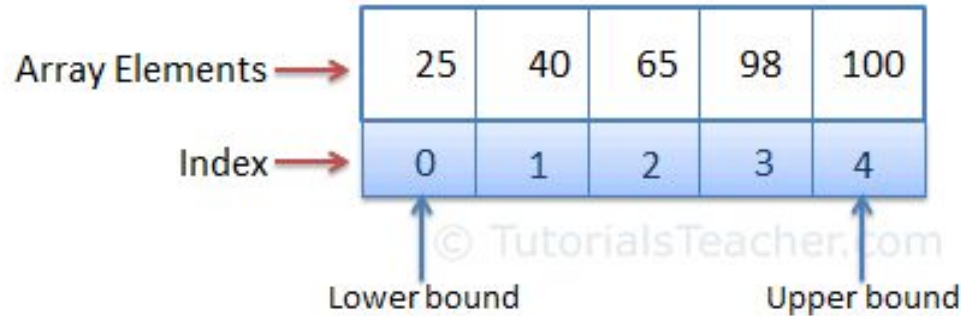 Array Elements 25 40 65 98 100
Index 0 1 2 3 4
© TutorialsTeacher.com
Lower bound Upper bound